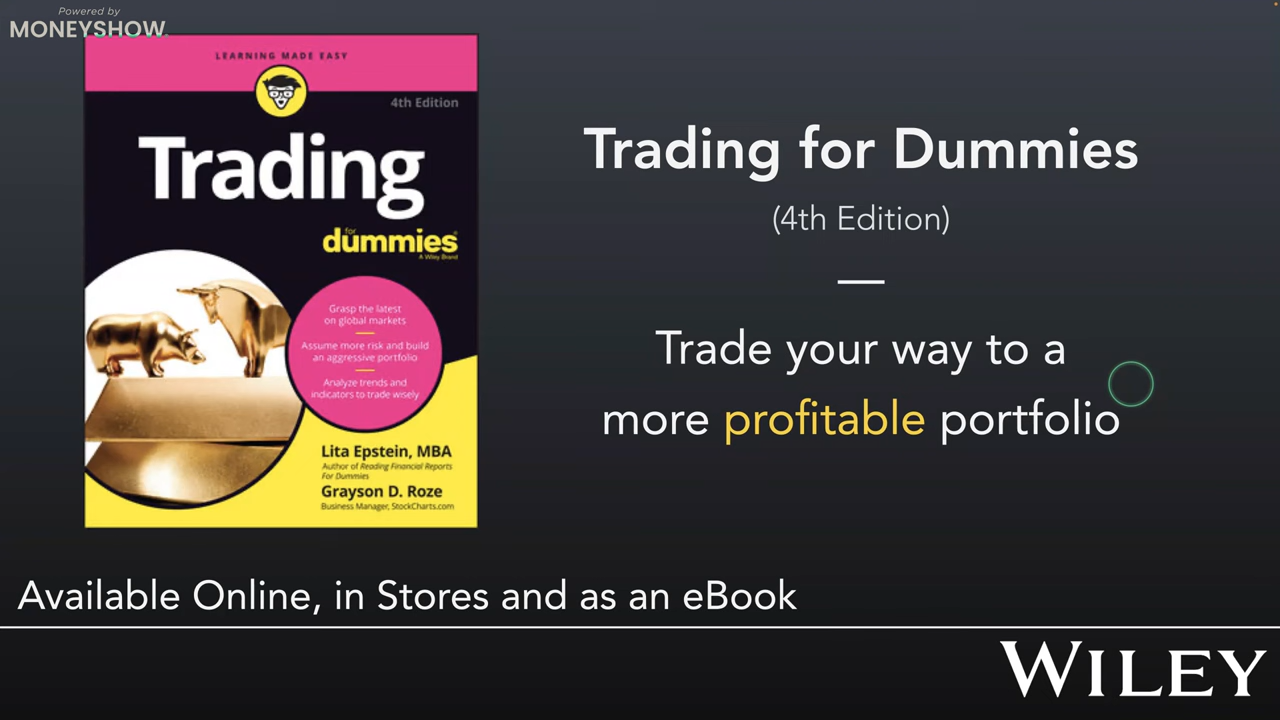 Powered by
MONEYSHOW
LEARNING MADE EASY
4th Edition
Trading
for
dummies®
A Wiley Brand
Grasp the latest
on global markets
Assume more risk and build
an aggressive portfolio
Analyze trends and
indicators to trade wisely
Lita Epstein, MBA
Author of Reading Financial Reports
For Dummies
Grayson D. Roze
Business Manager, StockCharts.com
Trading for Dummies
(4th Edition)
Trade your way to a
more profitable portfolio
Available Online, in Stores and as an eBook
WILEY